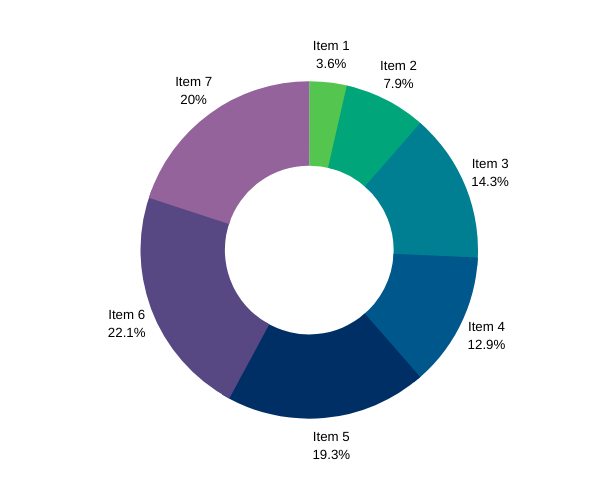 Item 1
3.6%
Item 2
7.9%
Item 3
14.3%
Item 4
12.9%
Item 5
19.3%
Item 6
22.1%
Item 7
20%